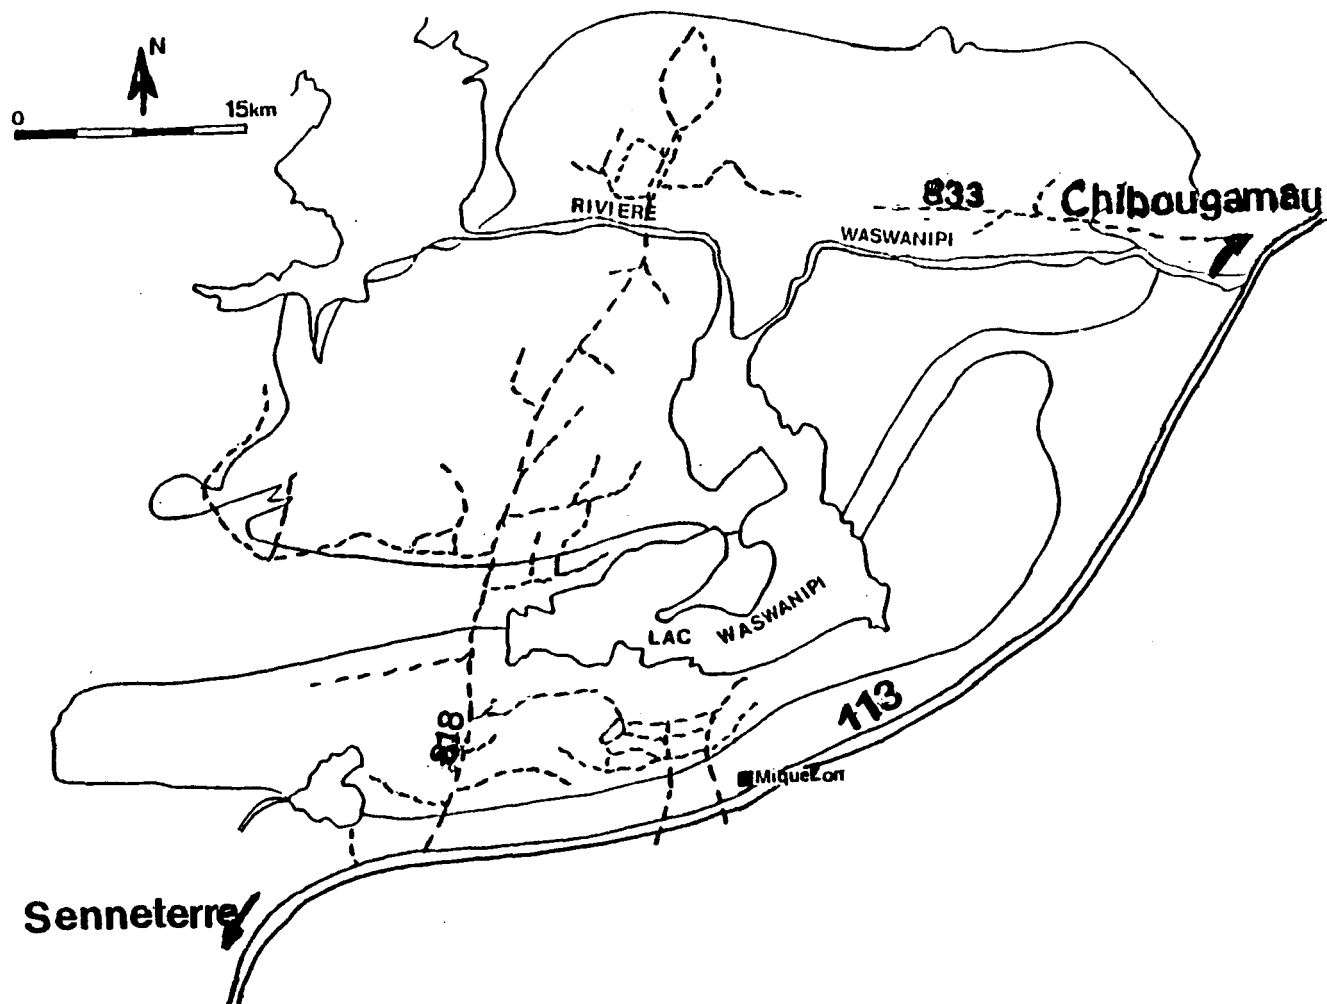 N
0 15km
833
Chibougamau
RIVIERE
WASWANIPI
LAC WASWANIPI
113
818
Miquelon
Senneterre